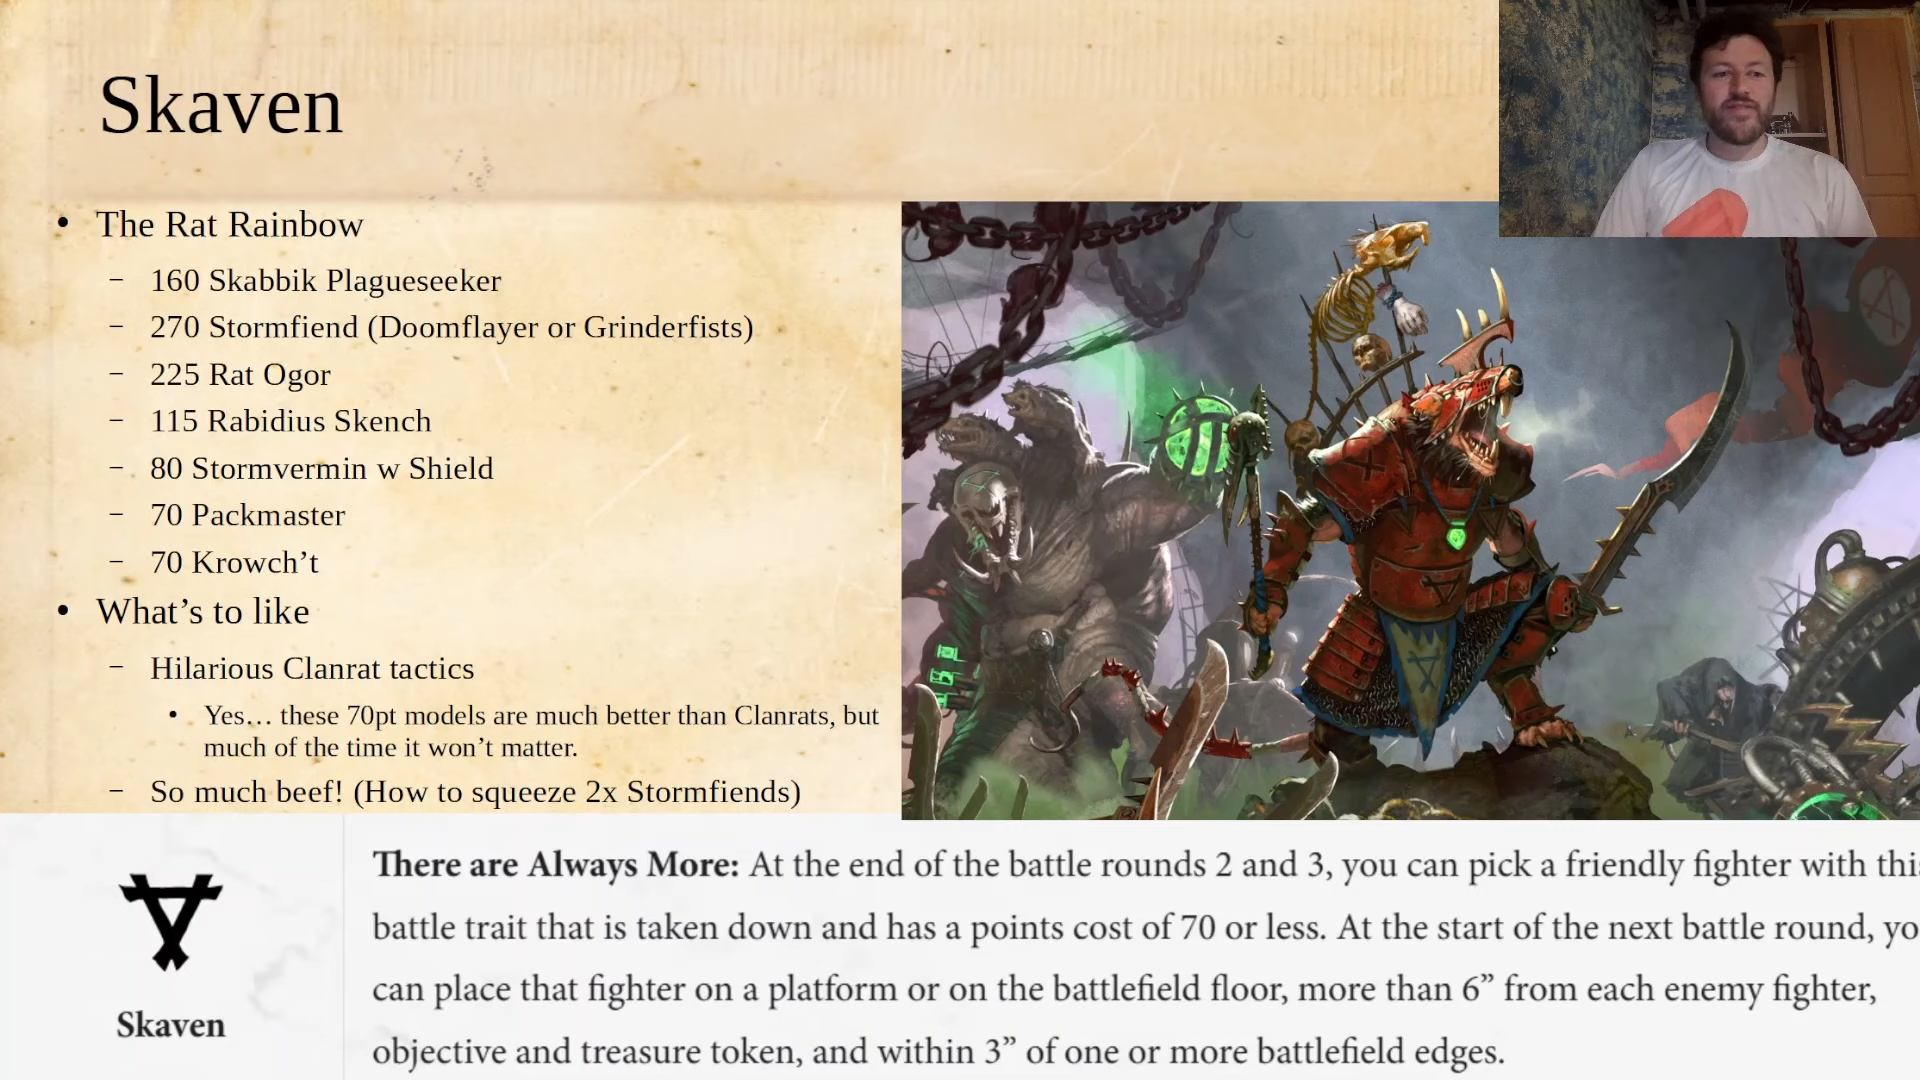 Skaven
• The Rat Rainbow
– 160 Skabbik Plagueseeker
– 270 Stormfiend (Doomflayer or Grinderfists)
– 225 Rat Ogor
– 115 Rabidius Skench
– 80 Stormvermin w Shield
– 70 Packmaster
– 70 Krowch’t
• What’s to like
– Hilarious Clanrat tactics
• Yes… these 70pt models are much better than Clanrats, but
much of the time it won’t matter.
– So much beef! (How to squeeze 2x Stormfiends)
Skaven
There are Always More: At the end of the battle rounds 2 and 3, you can pick a friendly fighter with this
battle trait that is taken down and has a points cost of 70 or less. At the start of the next battle round, yo
can place that fighter on a platform or on the battlefield floor, more than 6” from each enemy fighter,
objective and treasure token, and within 3” of one or more battlefield edges.